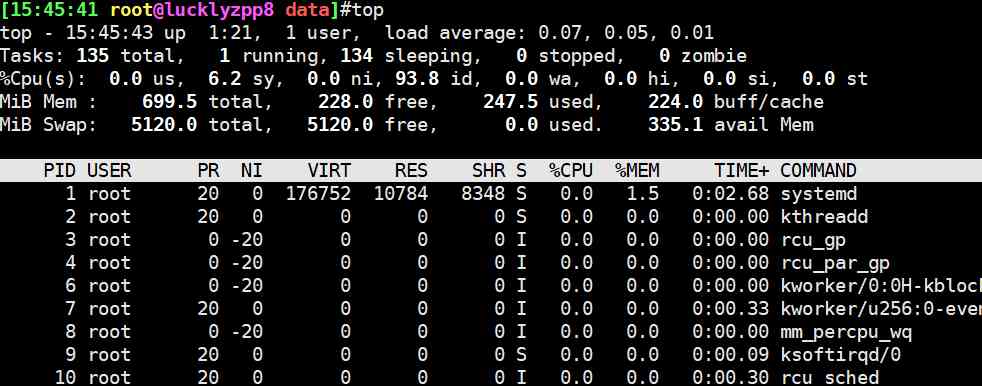 [15:45:41 root@lucklyzpp8 data]#top
top - 15:45:43 up  1:21,  1 user,  load average: 0.07, 0.05, 0.01
Tasks: 135 total,   1 running, 134 sleeping,   0 stopped,   0 zombie
%Cpu(s):  0.0 us,  6.2 sy,  0.0 ni, 93.8 id,  0.0 wa,  0.0 hi,  0.0 si,  0.0 st
MiB Mem :    699.5 total,    228.0 free,    247.5 used,    224.0 buff/cache
MiB Swap:   5120.0 total,   5120.0 free,      0.0 used.    335.1 avail Mem
PID USER      PR  NI    VIRT    RES    SHR S  %CPU  %MEM     TIME+ COMMAND
1 root      20   0  176752  10784   8348 S   0.0   1.5   0:02.68 systemd
2 root      20   0       0      0      0 S   0.0   0.0   0:00.00 kthreadd
3 root       0 -20       0      0      0 I   0.0   0.0   0:00.00 rcu_gp
4 root       0 -20       0      0      0 I   0.0   0.0   0:00.00 rcu_par_gp
6 root       0 -20       0      0      0 I   0.0   0.0   0:00.00 kworker/0:0H-kbloc
7 root      20   0       0      0      0 I   0.0   0.0   0:00.33 kworker/u256:0-eve
8 root       0 -20       0      0      0 I   0.0   0.0   0:00.00 mm_percpu_wq
9 root      20   0       0      0      0 S   0.0   0.0   0:00.09 ksoftirqd/0
10 root      20   0       0      0      0 I   0.0   0.0   0:00.30 rcu_sched